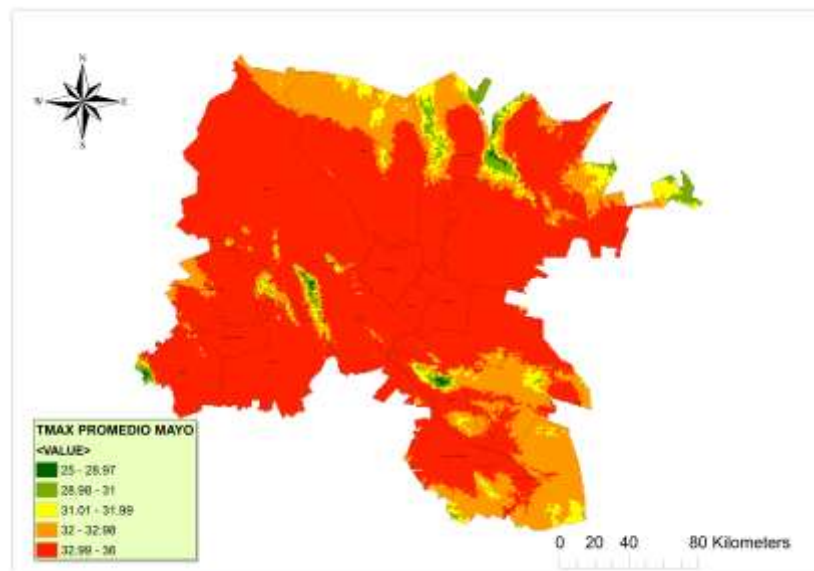 N
W E
S
TMAX PROMEDIO MAYO
<VALUE>
25 - 28.97
28.98 - 31
31.01 - 31.99
32 - 32.98
32.99 - 36
0 20 40 80 Kilometers